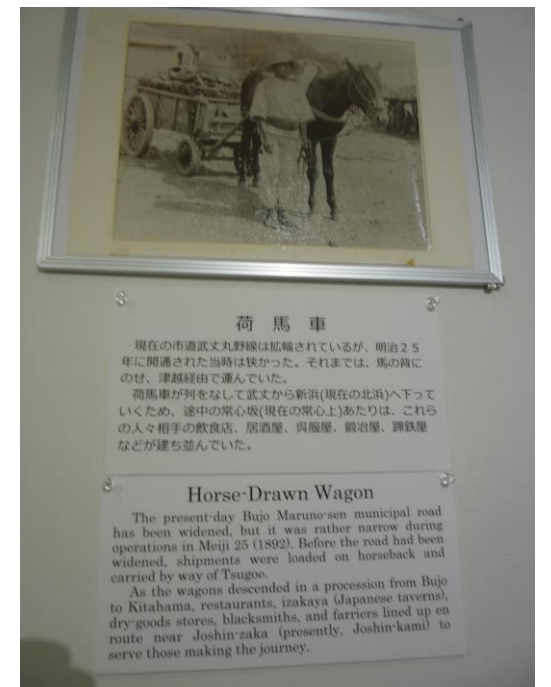 荷 馬 車
現在の市道武丈丸野線は拡幅されているが、明治25
年に開通された当時は狭かった。それまでは、馬の背に
のせ、津越経由で運んでいた。
荷馬車が列をなして武丈から新浜(現在の北浜)へ下って
いくため、途中の常心坂(現在の常心上)あたりは、これら
の人々相手の飲食店、居酒屋、呉服屋、鍛冶屋、蹄鉄屋
などが建ち並んでいた。
Horse-Drawn Wagon
The present-day Bujo Maruno-sen municipal road
has been widened, but it was rather narrow during
operations in Meiji 25 (1892). Before the road had been
widened, shipments were loaded on horseback and
carried by way of Tsugoe.
As the wagons descended in a procession from Bujo
to Kitahama, restaurants, izakaya (Japanese taverns),
dry-goods stores, blacksmiths, and farriers lined up en
route near Joshin-zaka (presently, Joshin-kami) to
serve those making the journey.